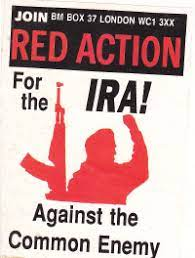 JOIN BM BOX 37 LONDON WC1 3XX
RED ACTION
For
the IRA!
Against the
Common Enemy